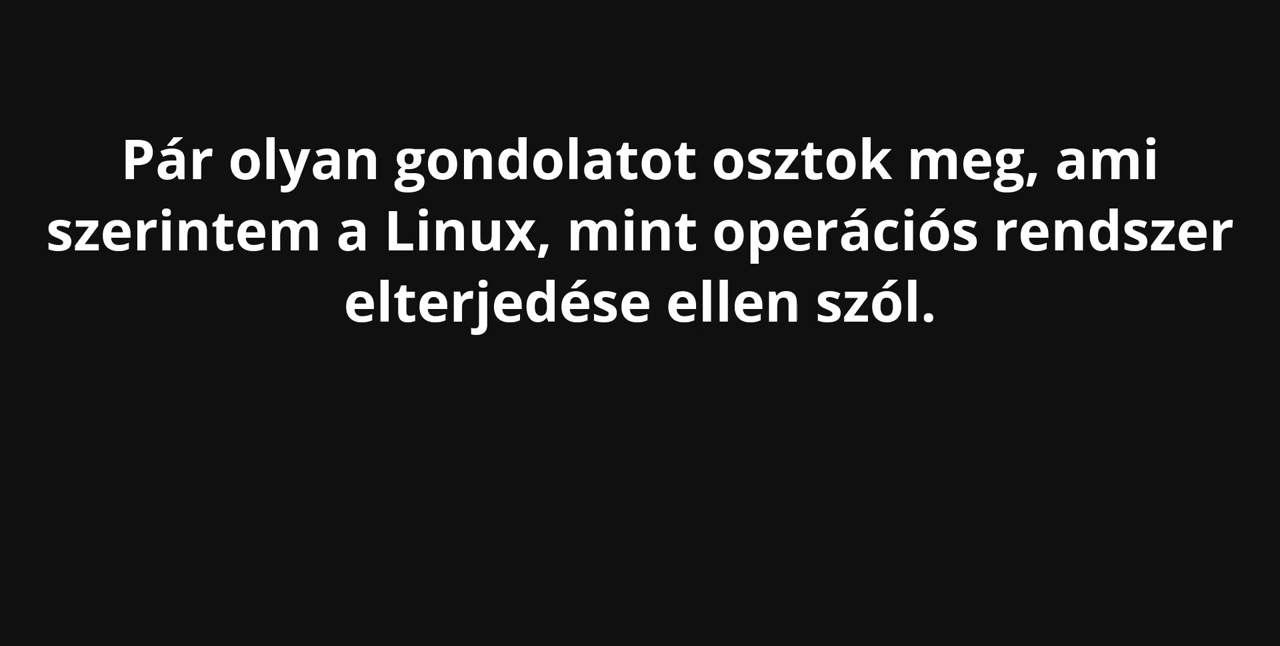 Pár olyan gondolatot osztok meg, ami
szerintem a Linux, mint operációs rendszer
elterjedése ellen szól.